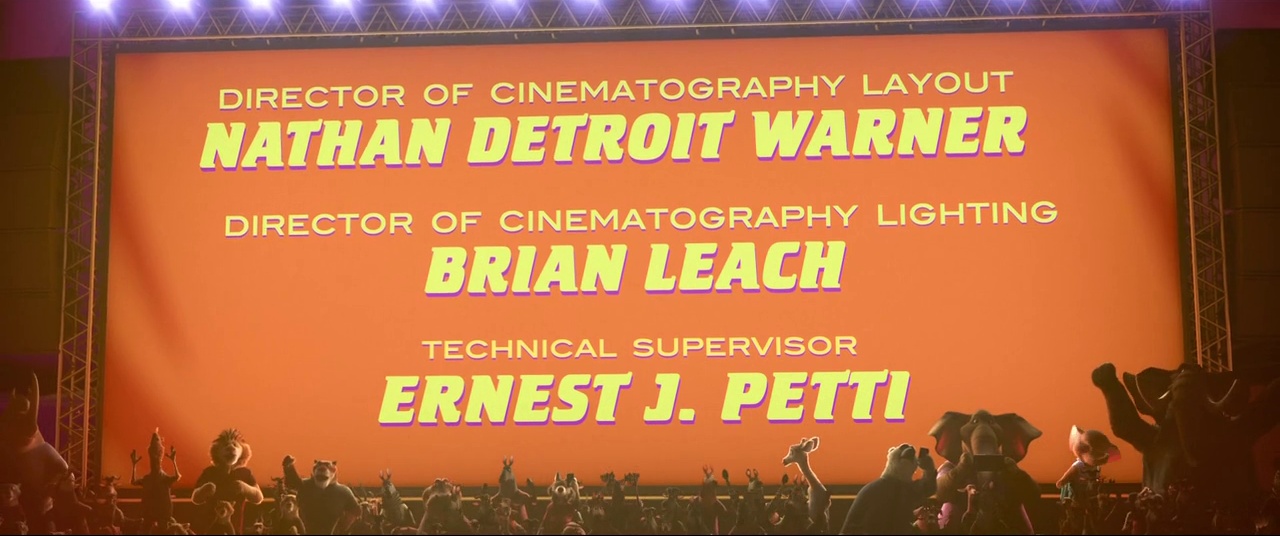 DIRECTOR OF CINEMATOGRAPHY LAYOUT
NATHAN DETROIT WARNER
DIRECTOR OF CINEMATOGRAPHY LIGHTING
BRIAN LEACH
TECHNICAL SUPERVISOR
ERNEST J. PETTI